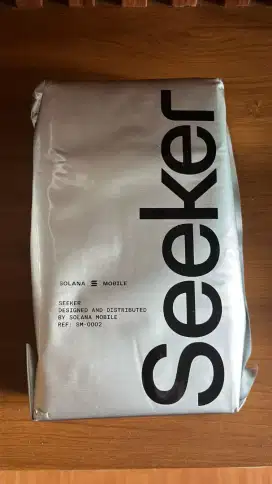 Seeker
SOLANA MOBILE
SEEKER
DESIGNED AND DISTRIBUTED
BY SOLANA MOBILE
REF: SM-0002